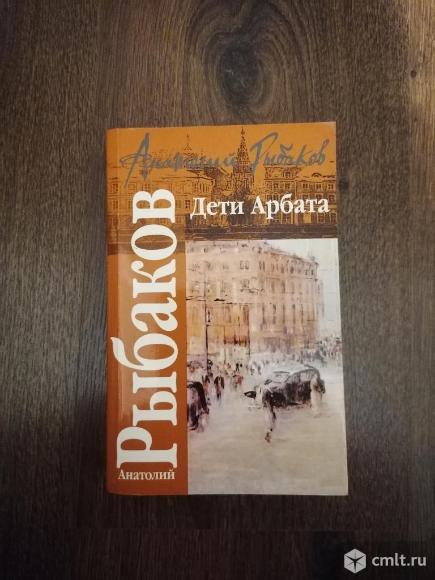 Анатолий Рыбаков
Дети Арбата
Рыбаков
Анатолий
cmlt.ru